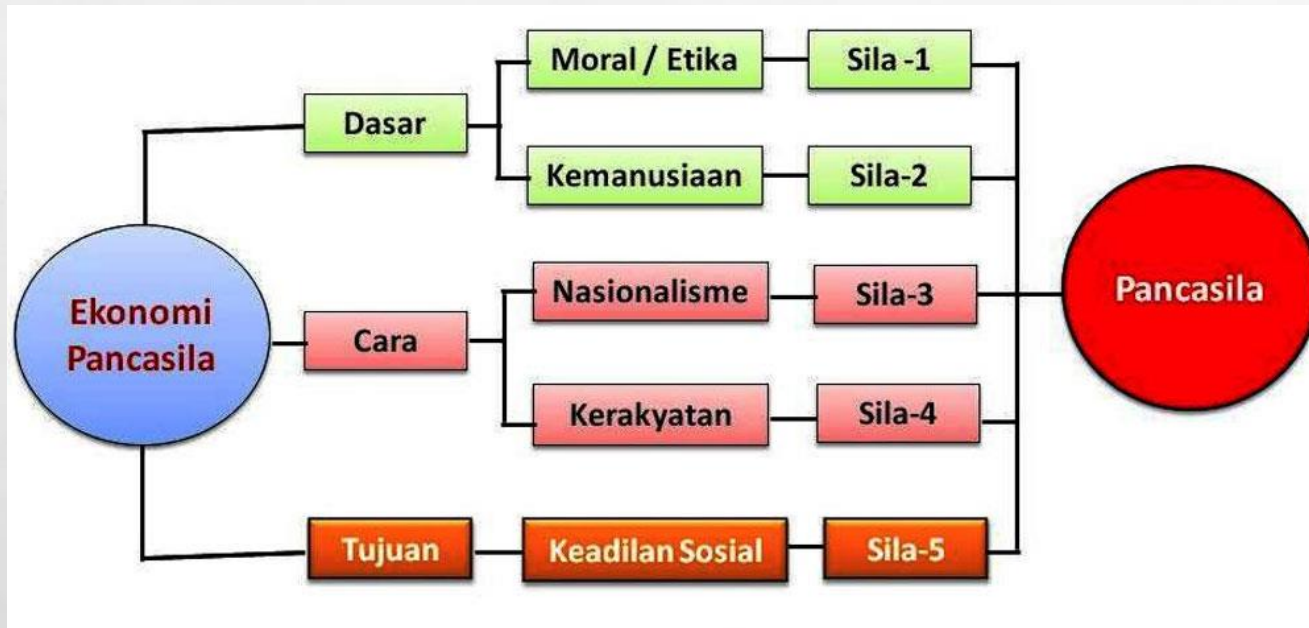 Moral / Etika
Sila -1
Dasar
Kemanusiaan
Sila-2
Ekonomi
Pancasila
Nasionalisme
Sila-3
Cara
Kerakyatan
Sila-4
Pancasila
Tujuan
Keadilan Sosial
Sila-5